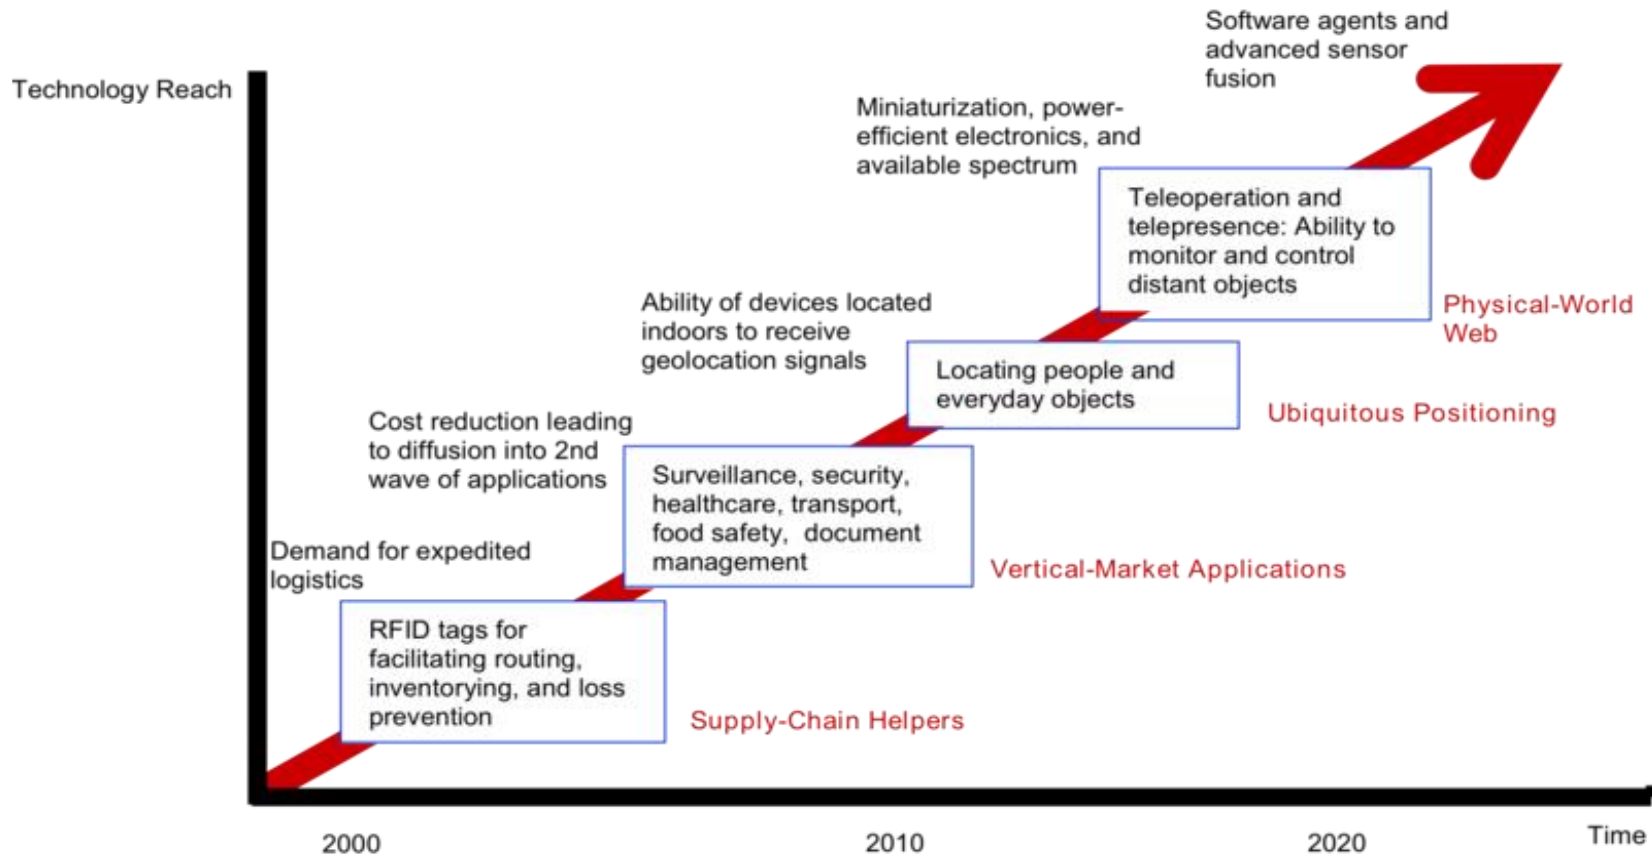 Software agents and
advanced sensor
fusion
Technology Reach
Miniaturization, power-
efficient electronics, and
available spectrum
Teleoperation and
telepresence: Ability to
monitor and control
distant objects
Physical-World
Web
Ability of devices located
indoors to receive
geolocation signals
Locating people and
everyday objects
Ubiquitous Positioning
Cost reduction leading
to diffusion into 2nd
wave of applications
Surveillance, security,
healthcare, transport,
food safety, document
management
Vertical-Market Applications
Demand for expedited
logistics
RFID tags for
facilitating routing,
inventorying, and loss
prevention
Supply-Chain Helpers
2000
2010
2020
Time